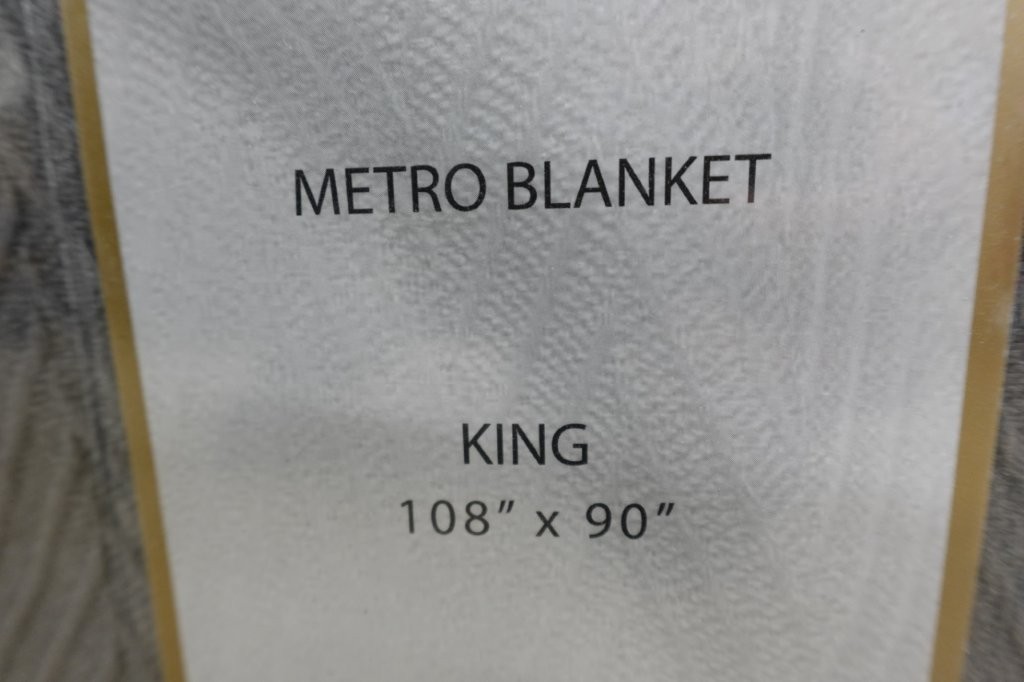 METRO BLANKET
KING
108” x 90”